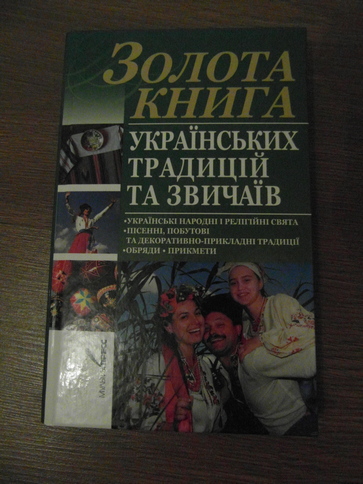 ЗОЛОТА
КНИГА
УКРАЇНСЬКИХ
ТРАДИЦІЙ
ТА ЗВИЧАЇВ
•УКРАЇНСЬКІ НАРОДНІ І РЕЛІГІЙНІ СВЯТА
•ПІСЕННІ, ПОБУТОВІ
ТА ДЕКОРАТИВНО-ПРИКЛАДНІ ТРАДИЦІЇ
•ОБРЯДИ • ПРИКМЕТИ